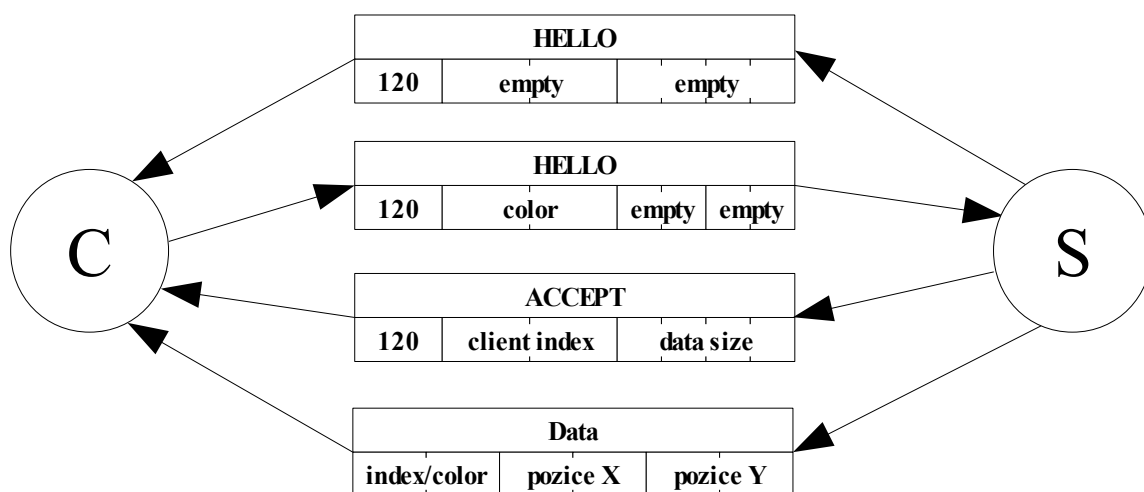 HELLO
120 empty empty
HELLO
120 color empty empty
C
S
ACCEPT
120 client index data size
Data
index/color pozice X pozice Y